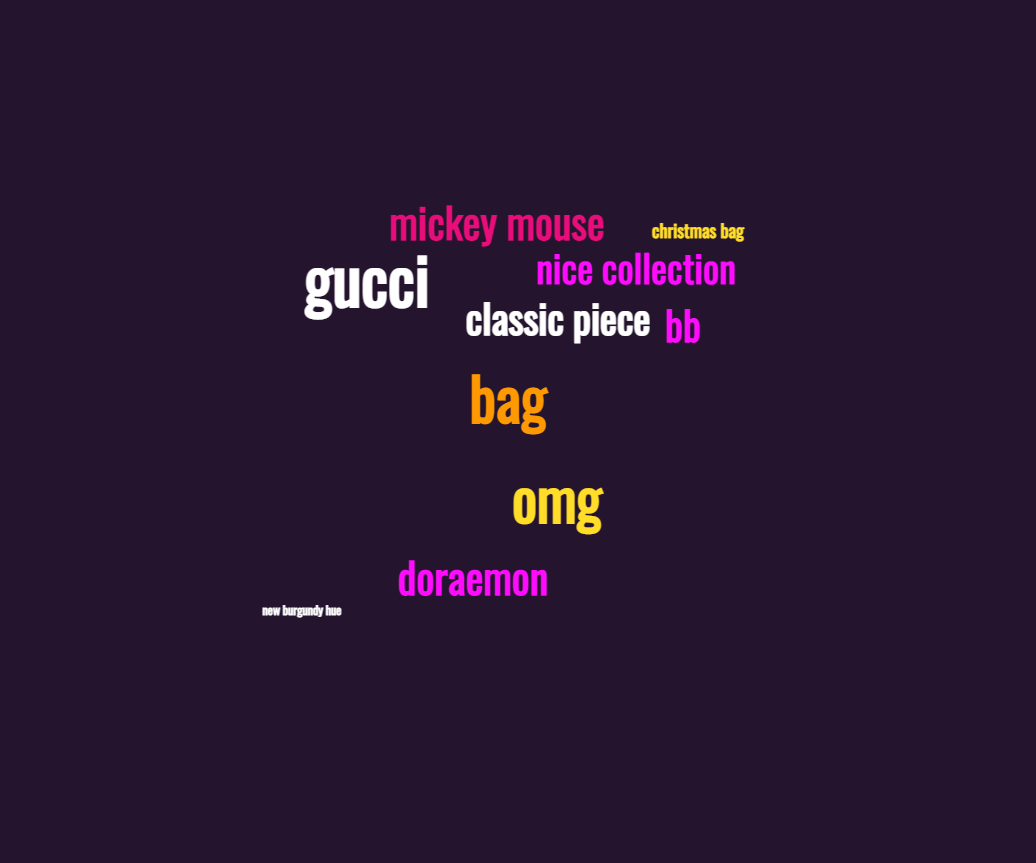 mickey mouse
christmas bag
gucci
nice collection
classic piece
bb
bag
omg
doraemon
new burgundy hue